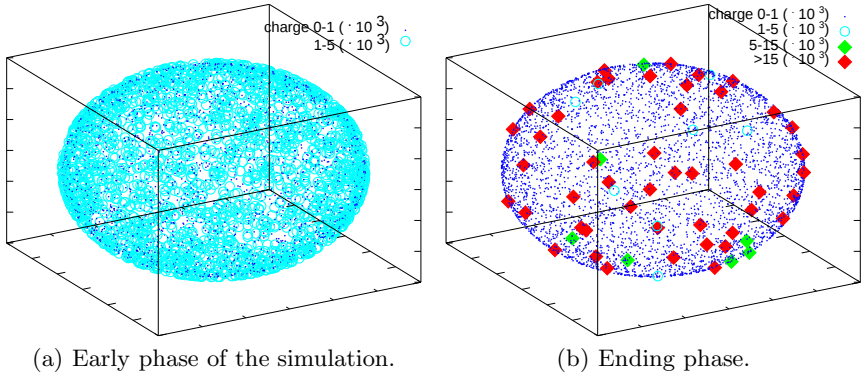 charge 0-1 ( · 10 3)
1-5 ( · 10 3)
charge 0-1 ( · 10 3)
1-5 ( · 10 3)
5-15 ( · 10 3)
>15 ( · 10 3)
(a) Early phase of the simulation.
(b) Ending phase.